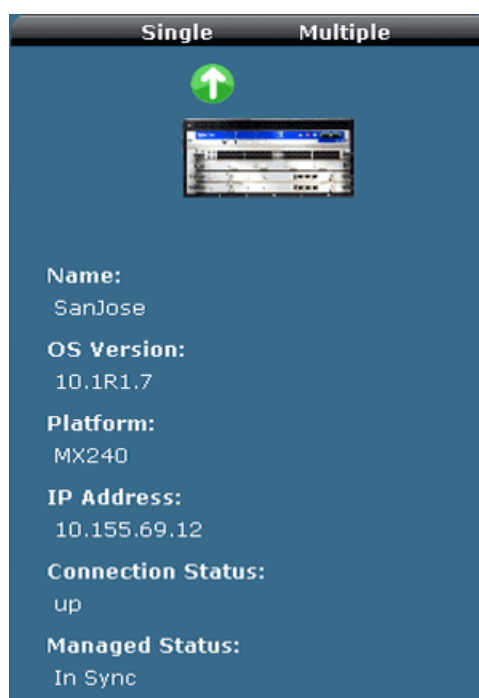 Single Multiple
Name:
SanJose
OS Version:
10.1R1.7
Platform:
MX240
IP Address:
10.155.69.12
Connection Status:
up
Managed Status:
In Sync